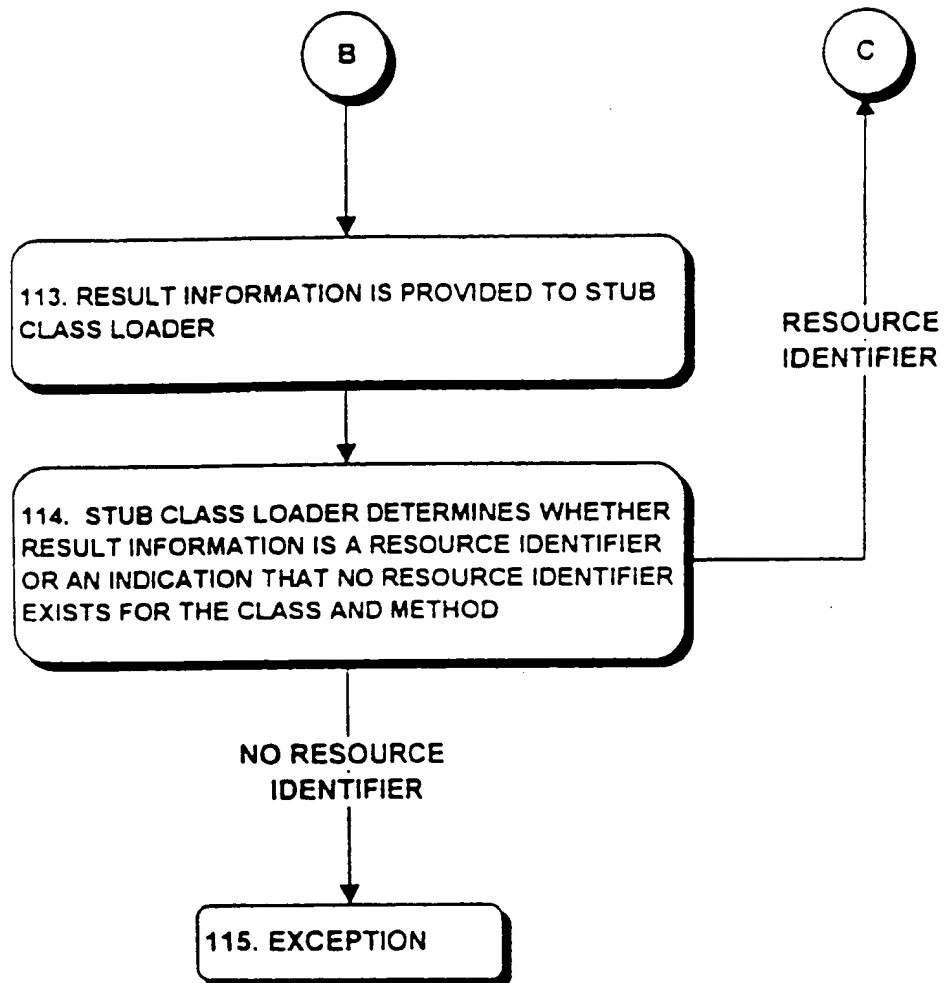 B
C
113. RESULT INFORMATION IS PROVIDED TO STUB
CLASS LOADER
RESOURCE
IDENTIFIER
114. STUB CLASS LOADER DETERMINES WHETHER
RESULT INFORMATION IS A RESOURCE IDENTIFIER
OR AN INDICATION THAT NO RESOURCE IDENTIFIER
EXISTS FOR THE CLASS AND METHOD
NO RESOURCE
IDENTIFIER
115. EXCEPTION